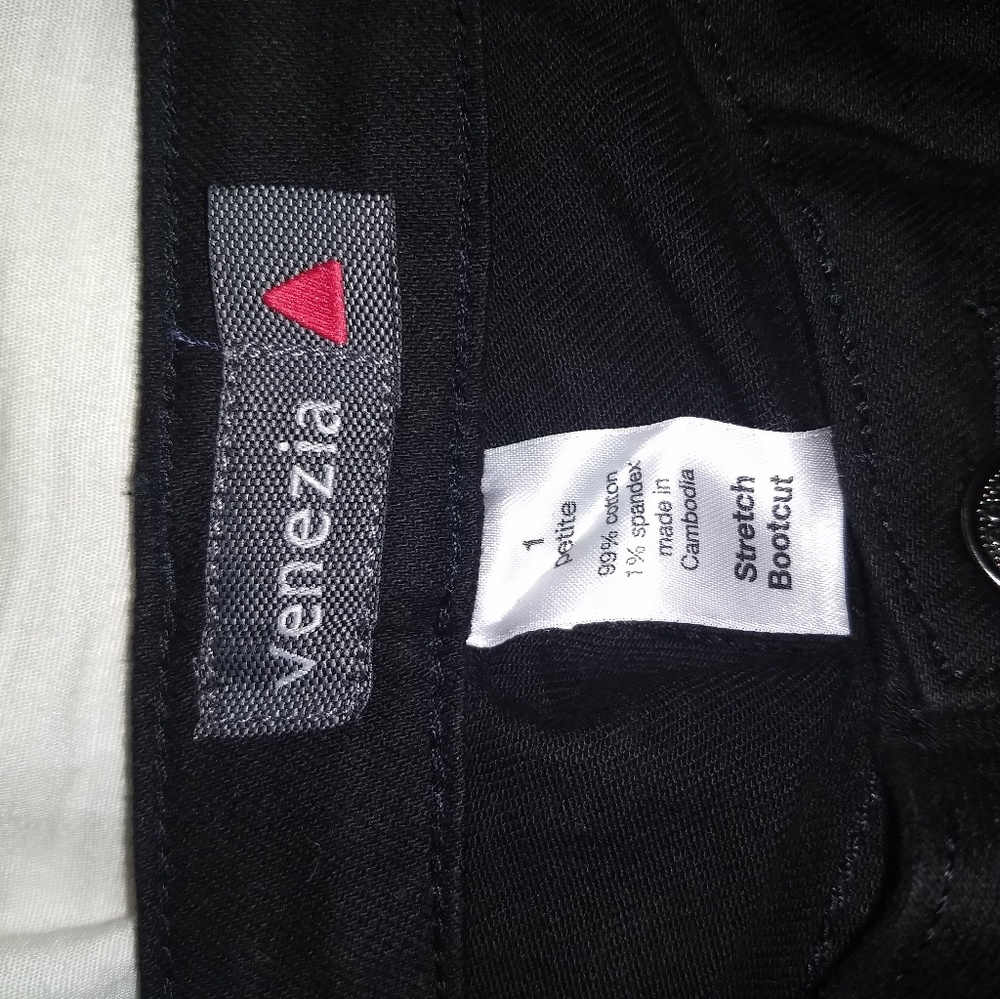 venezia
1
petite
99% cotton
1% spandex
made in
Cambodia
Stretch
Bootcut